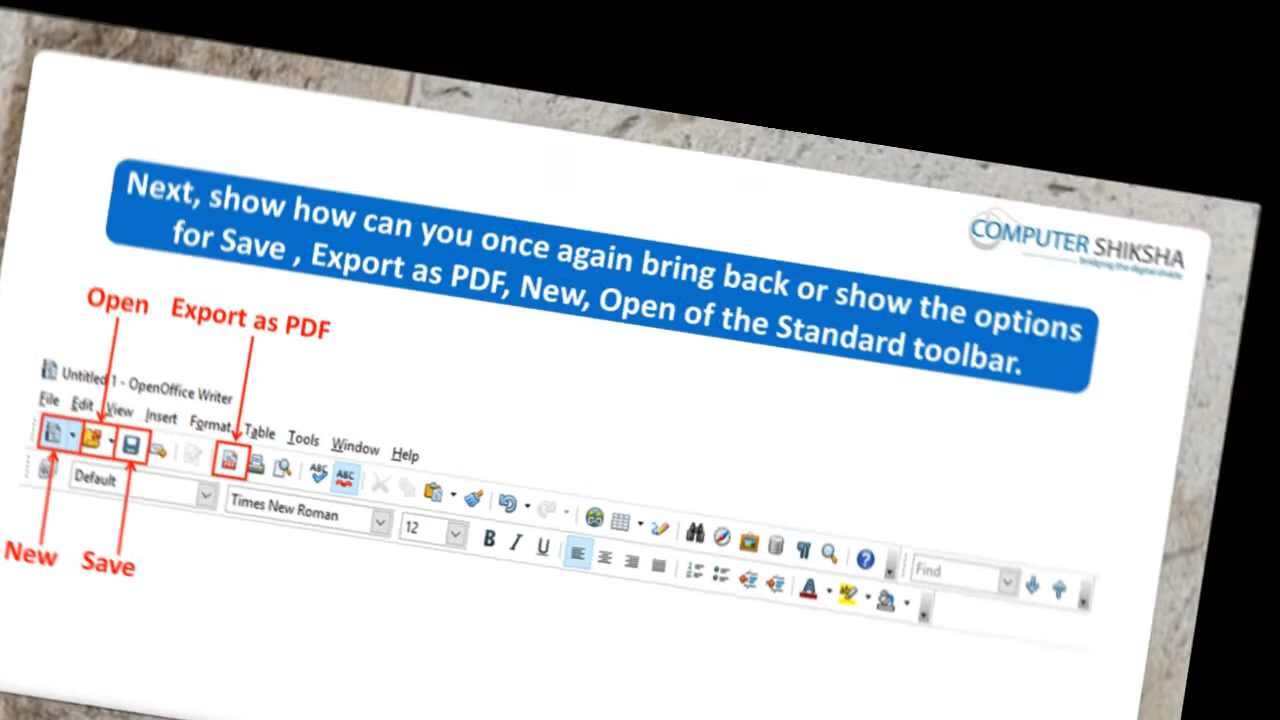 COMPUTER SHIKSHA
bridging the digital divide
Next, show how can you once again bring back or show the options
for Save , Export as PDF, New, Open of the Standard toolbar.
Open Export as PDF
Untitled 1 - OpenOffice Writer
File Edit View Insert Format Table Tools Window Help
ABC ABC
Find
Default Times New Roman 12 B I U A
New Save